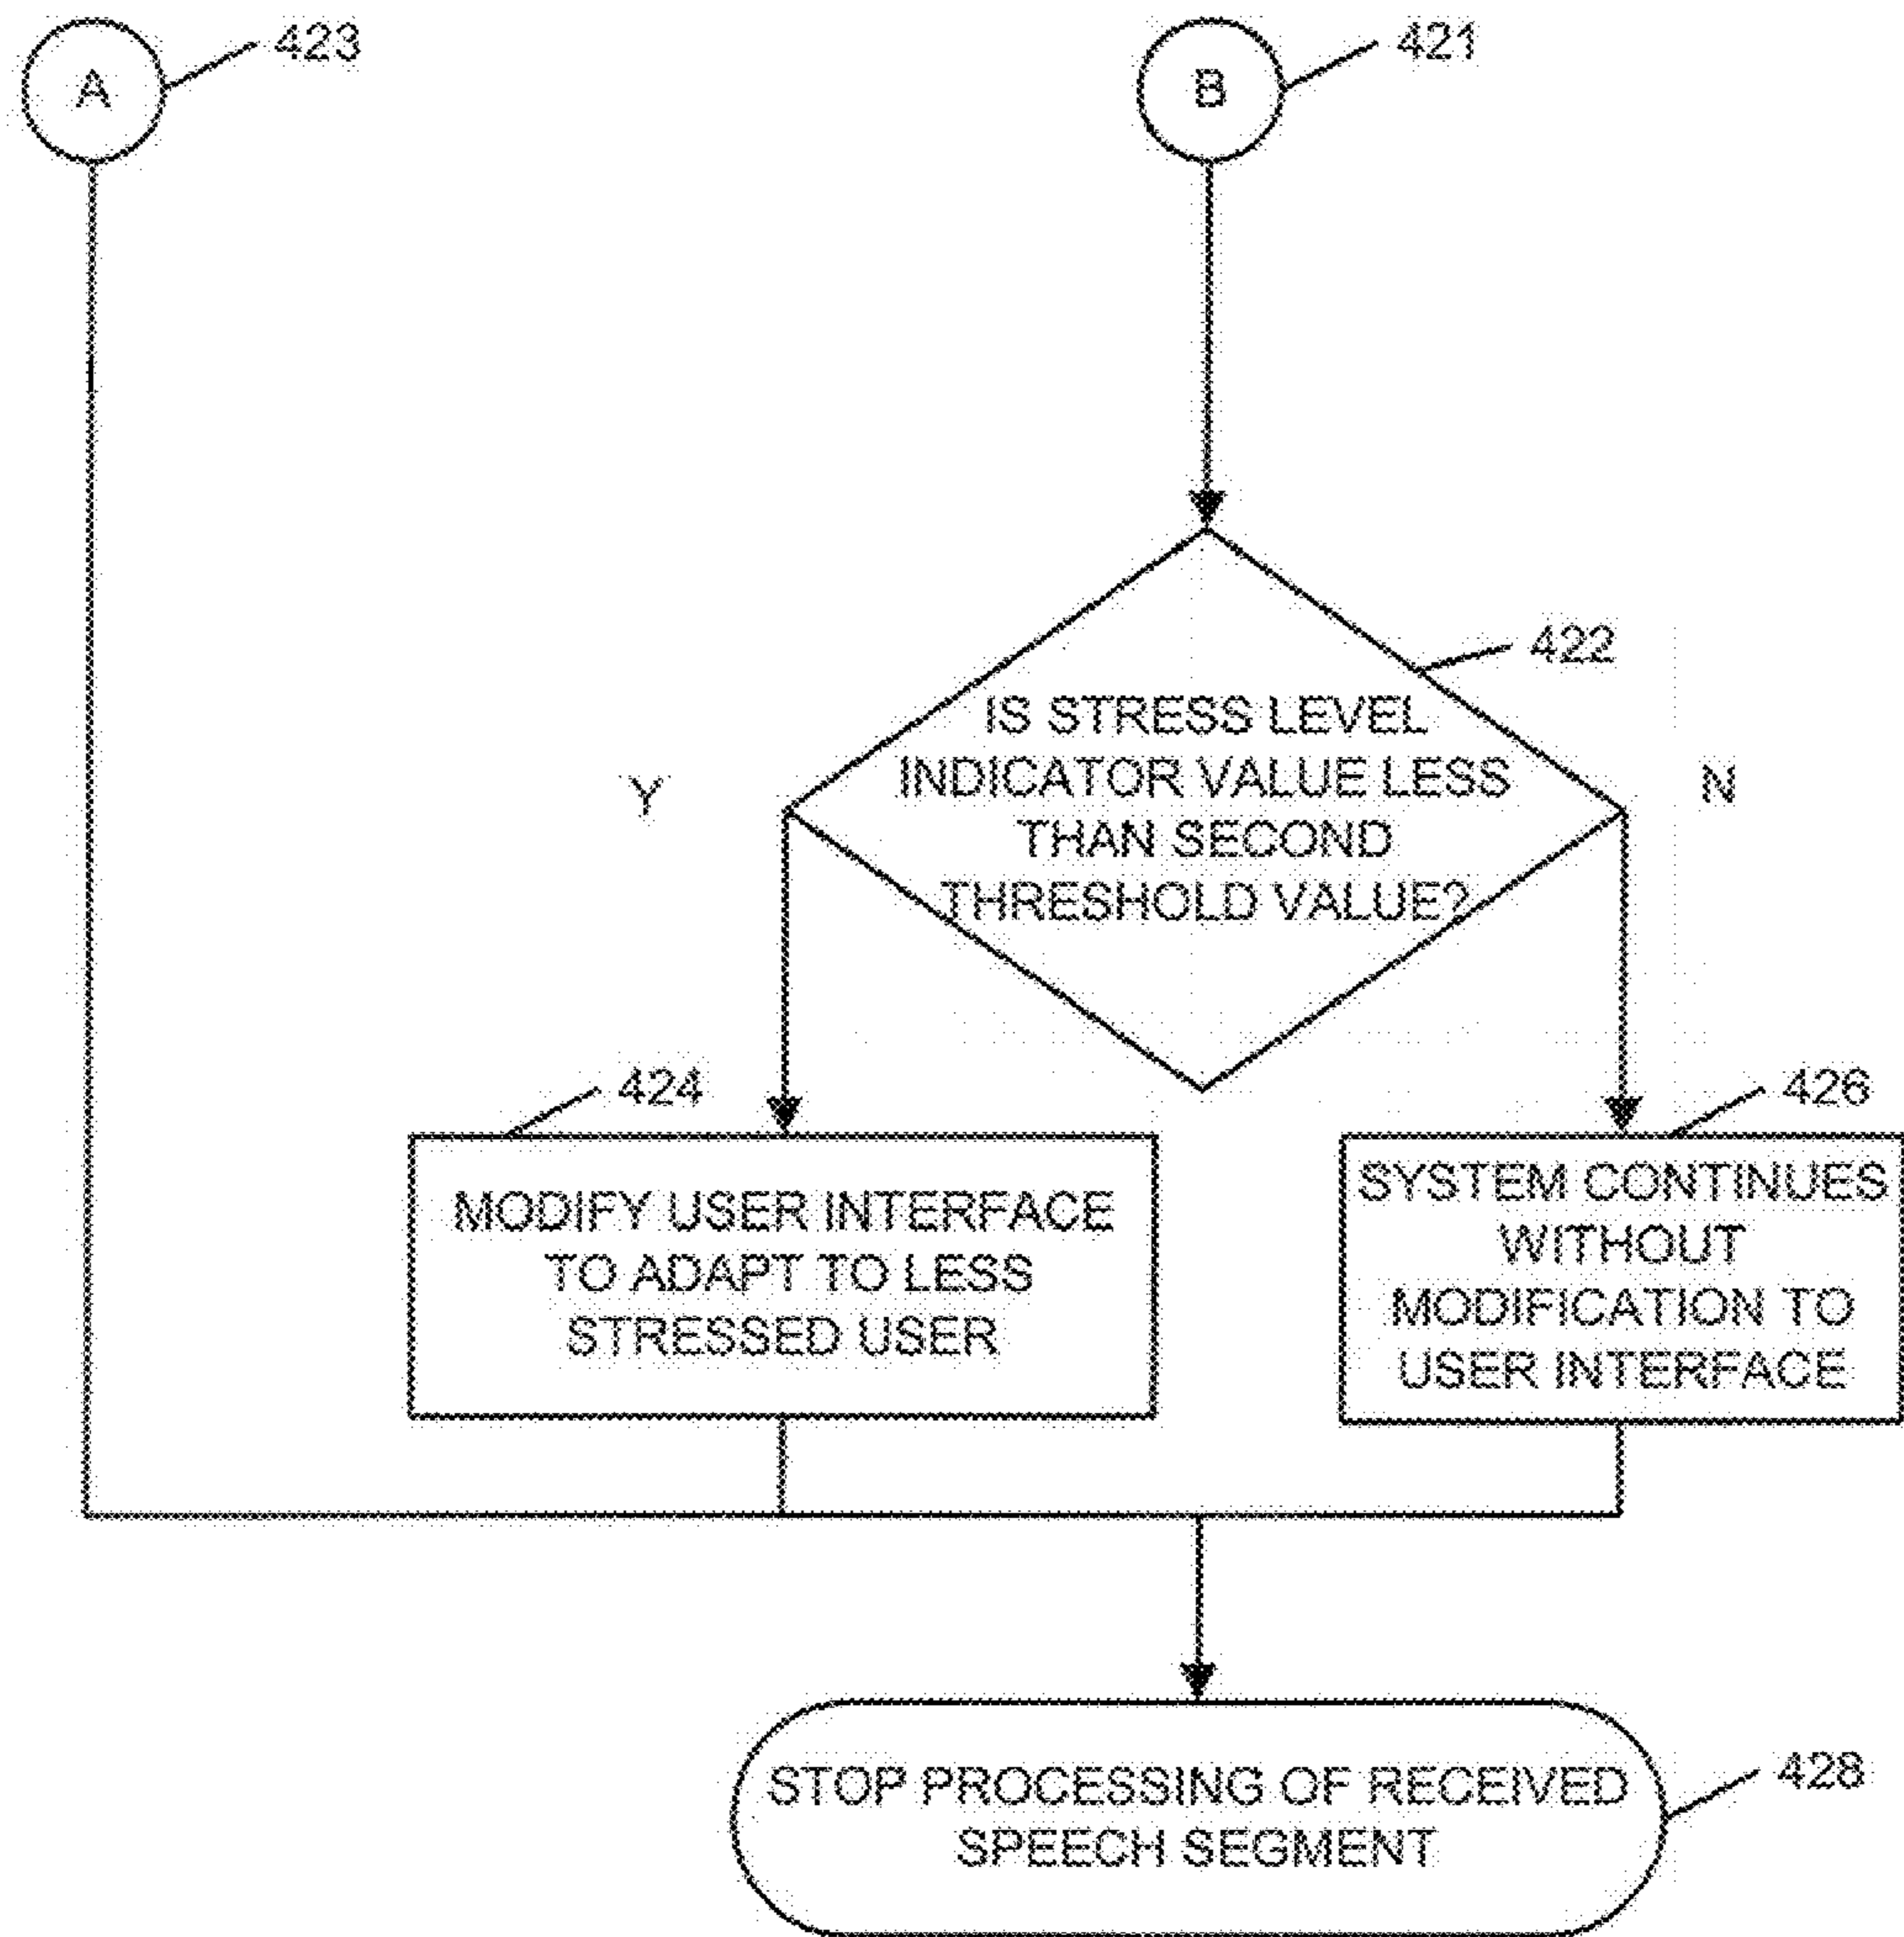 A
423
B
421
422
IS STRESS LEVEL
INDICATOR VALUE LESS
THAN SECOND
THRESHOLD VALUE?
Y
N
424
MODIFY USER INTERFACE
TO ADAPT TO LESS
STRESSED USER
426
SYSTEM CONTINUES
WITHOUT
MODIFICATION TO
USER INTERFACE
STOP PROCESSING OF RECEIVED
SPEECH SEGMENT
428